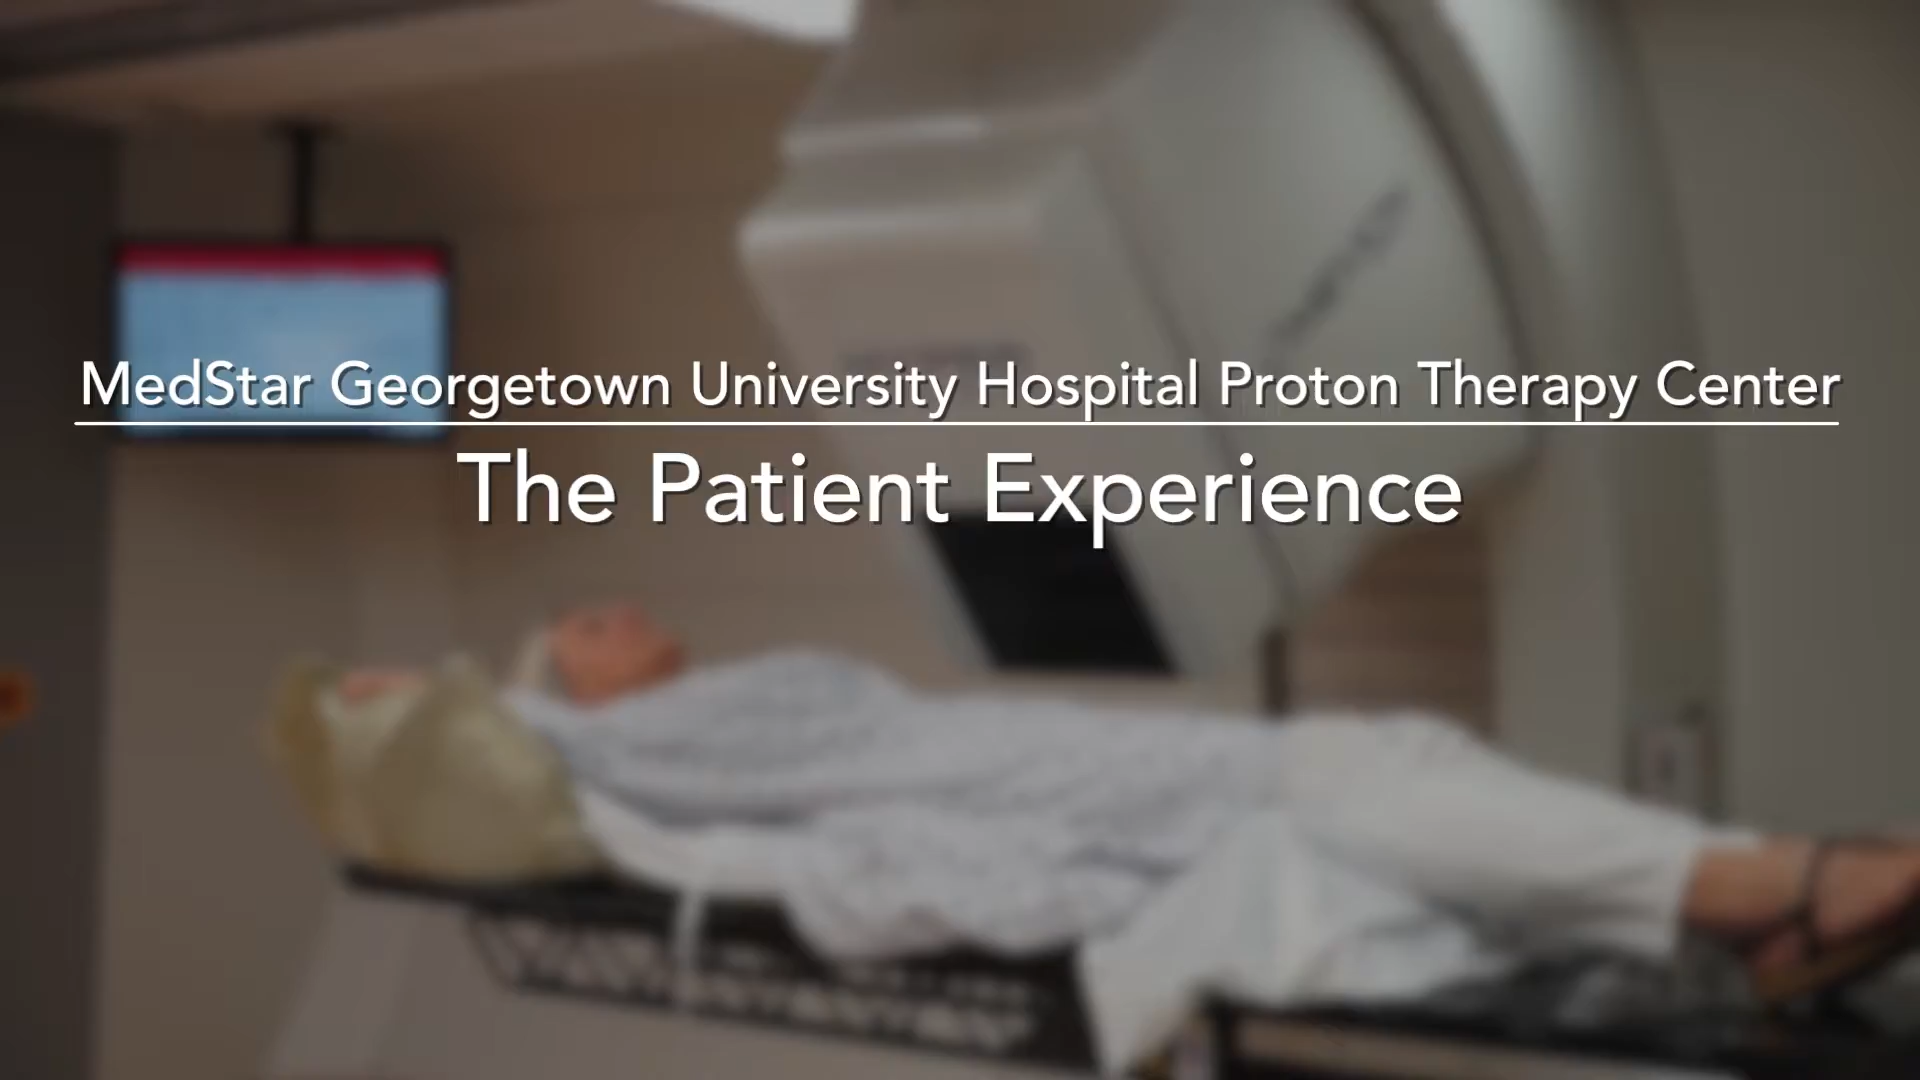 MedStar Georgetown University Hospital Proton Therapy Center
The Patient Experience